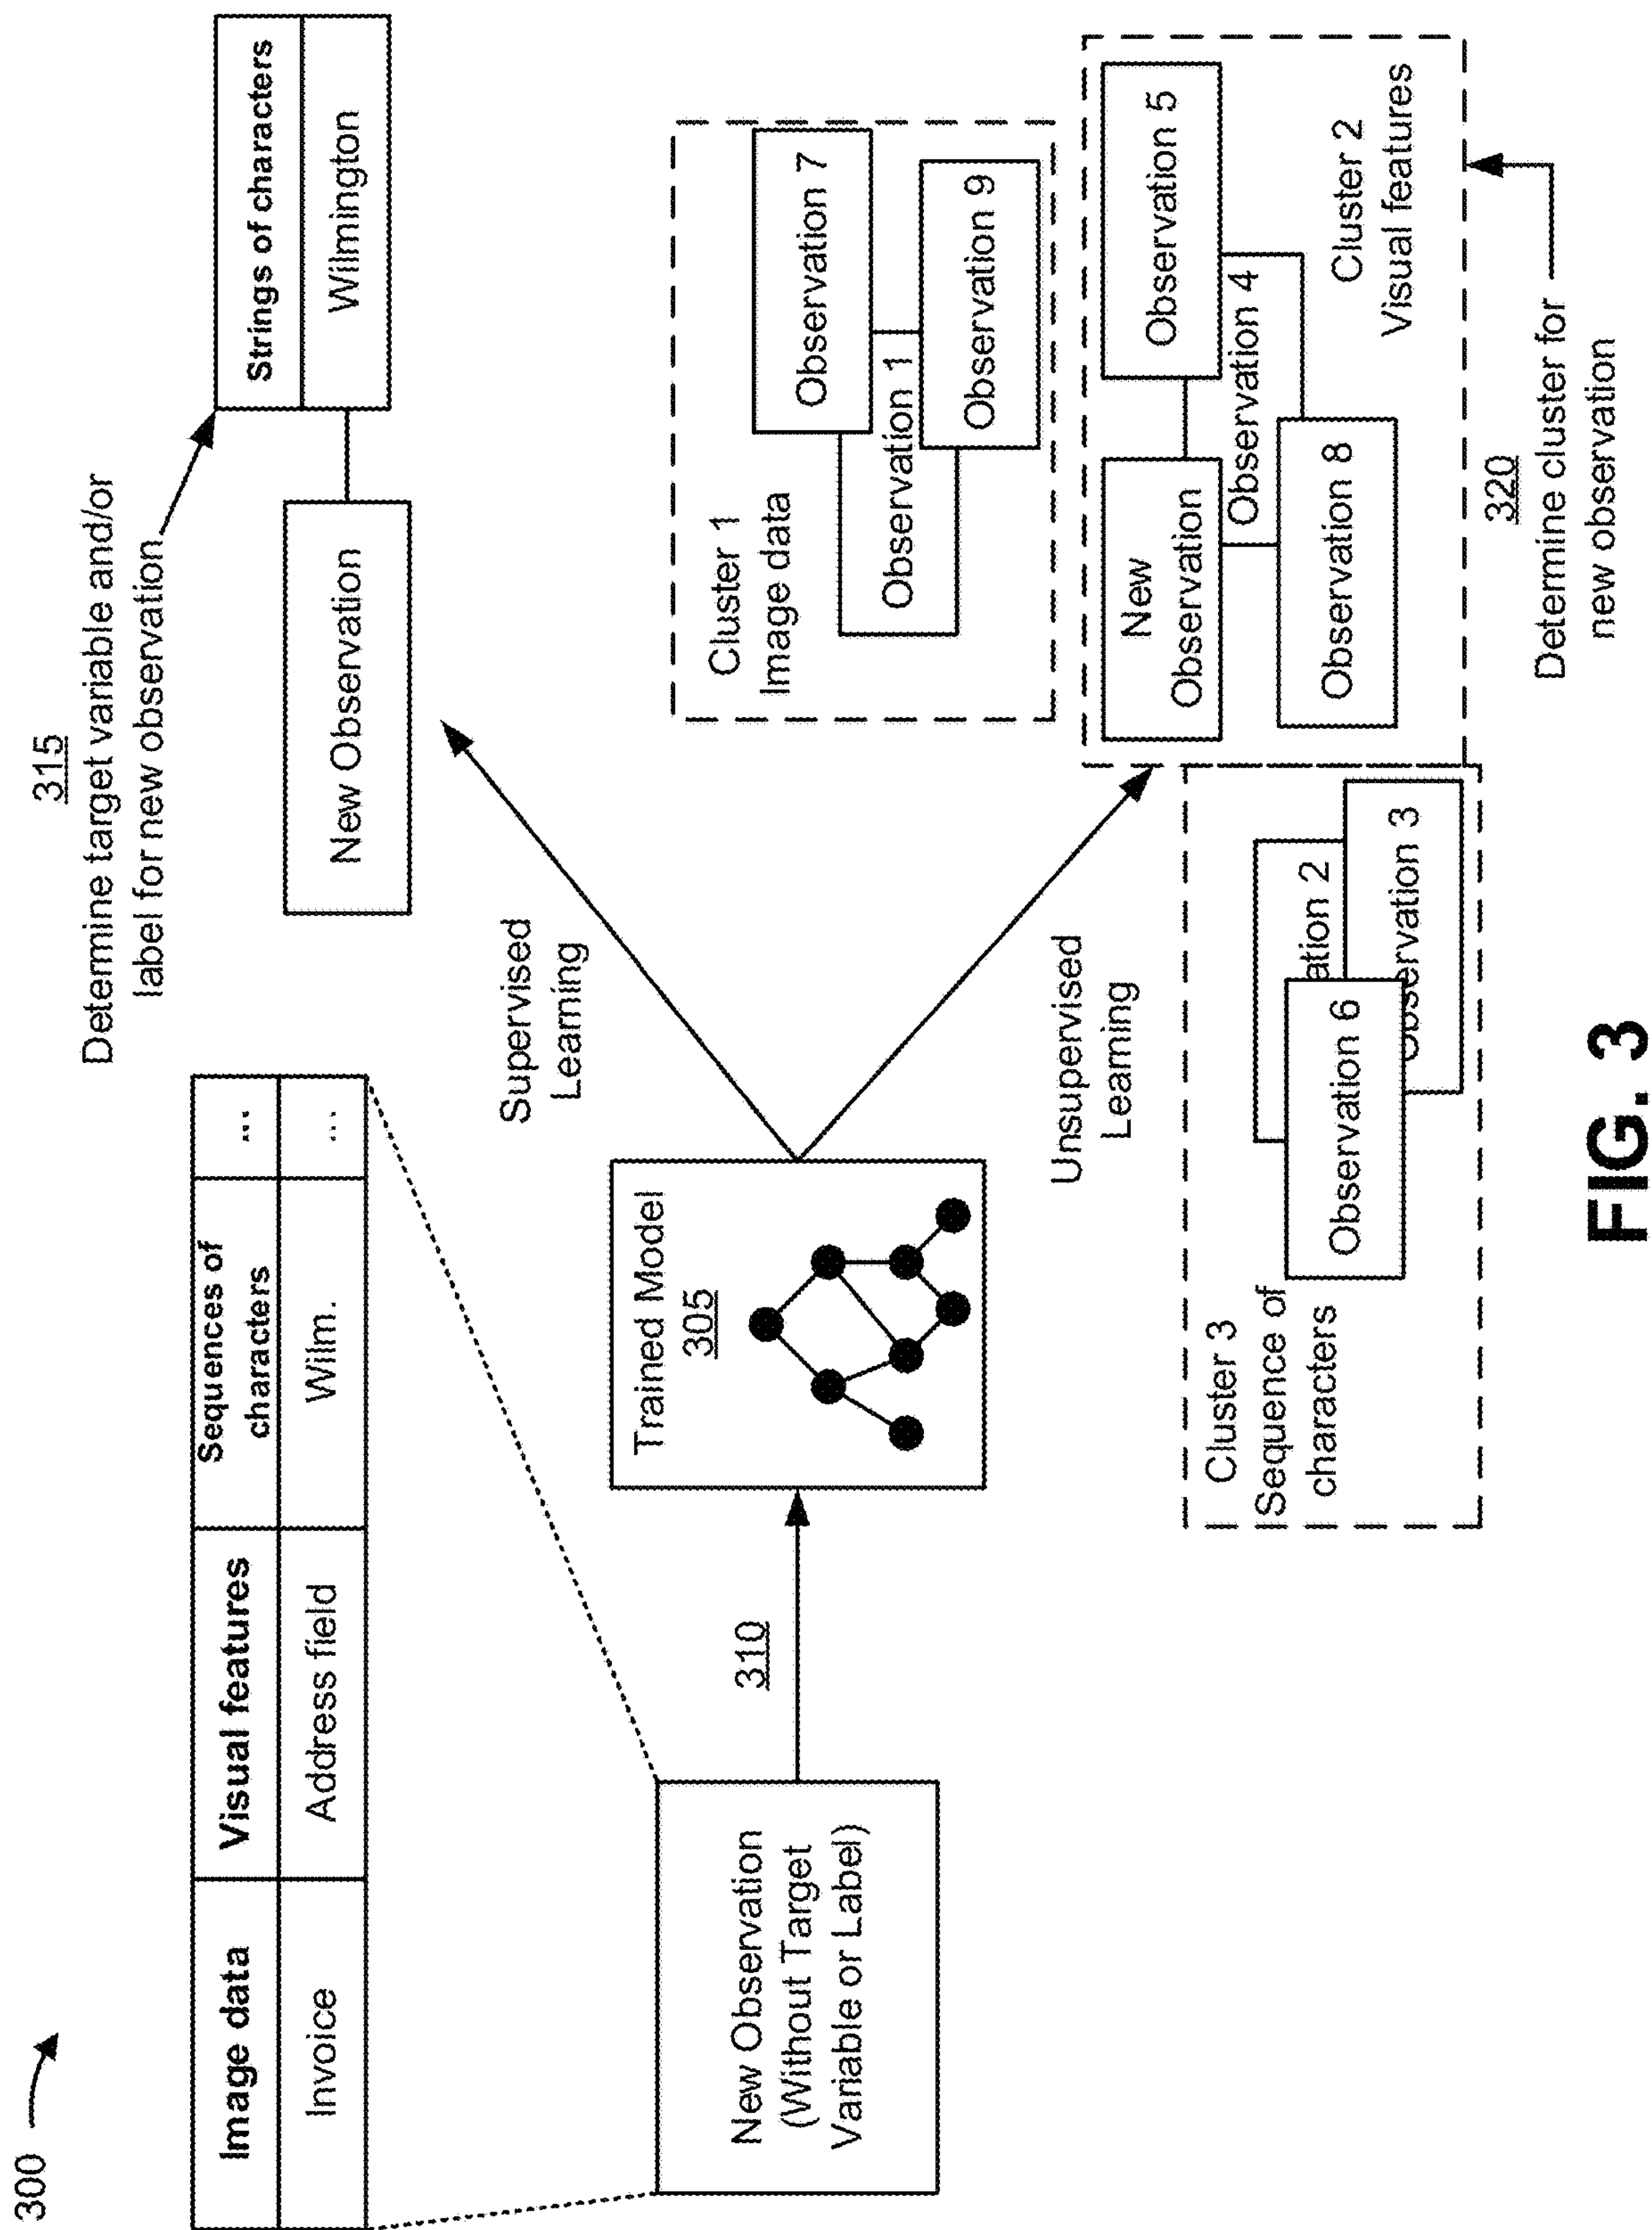 300
Image data
Visual features
Sequences of
characters
...
Invoice
Address field
Wilm.
...
315
Determine target variable and/or
label for new observation
New Observation
Strings of characters
Wilmington
New Observation
(Without Target
Variable or Label)
310
Trained Model
305
Supervised
Learning
Unsupervised
Learning
Cluster 1
Image data
Observation 7
Observation 1
Observation 9
Cluster 3
Sequence of
characters
ation 2
Observation 6
servation 3
New
Observation
Observation 5
Observation 4
Observation 8
Cluster 2
Visual features
320
Determine cluster for
new observation
FIG. 3